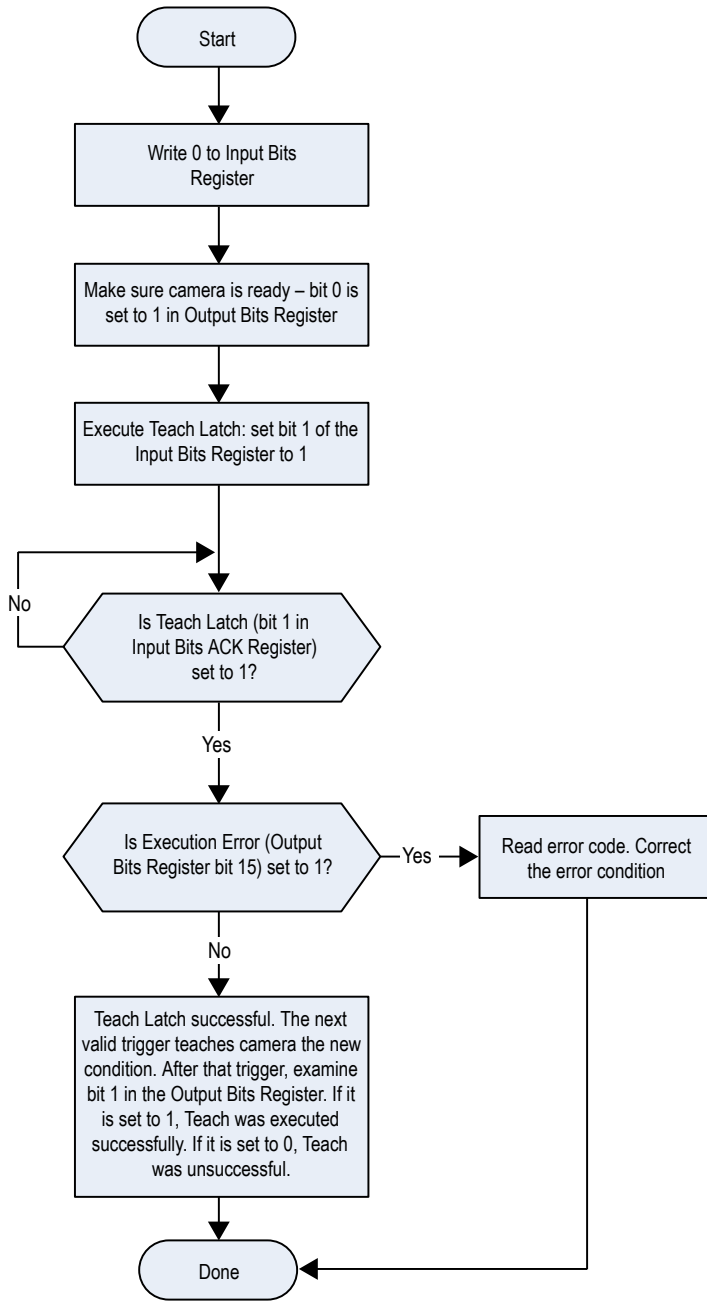 Start
Write 0 to Input Bits
Register
Make sure camera is ready – bit 0 is
set to 1 in Output Bits Register
Execute Teach Latch: set bit 1 of the
Input Bits Register to 1
No
Is Teach Latch (bit 1 in
Input Bits ACK Register)
set to 1?
Yes
Is Execution Error (Output
Bits Register bit 15) set to 1?
Yes
Read error code. Correct
the error condition
No
Teach Latch successful. The next
valid trigger teaches camera the new
condition. After that trigger, examine
bit 1 in the Output Bits Register. If it
is set to 1, Teach was executed
successfully. If it is set to 0, Teach
was unsuccessful.
Done